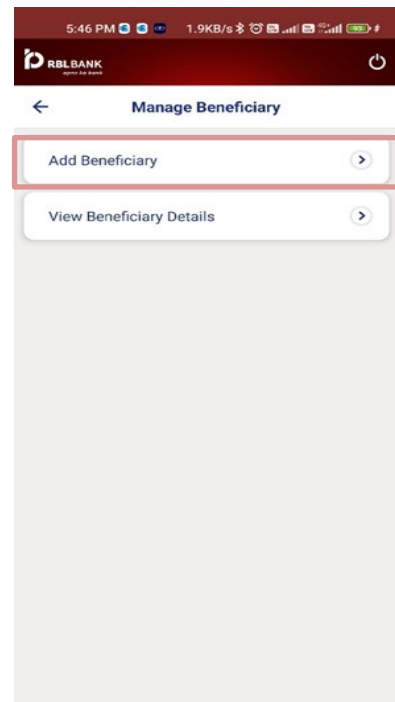 5:46 PM 1.9KB/s
RBLBANK
apno ka bank
Manage Beneficiary
Add Beneficiary
View Beneficiary Details